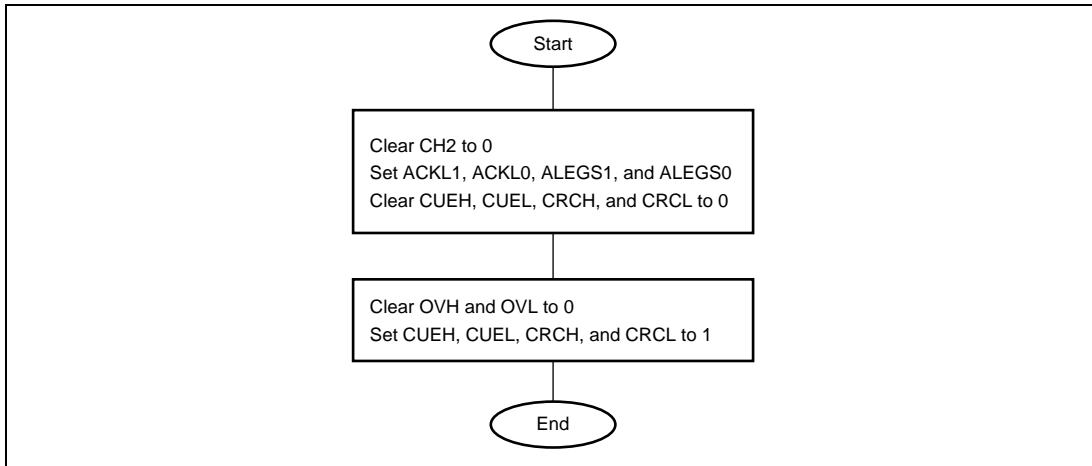 Start
Clear CH2 to 0
Set ACKL1, ACKL0, ALEGS1, and ALEGS0
Clear CUEH, CUEL, CRCH, and CRCL to 0
Clear OVH and OVL to 0
Set CUEH, CUEL, CRCH, and CRCL to 1
End